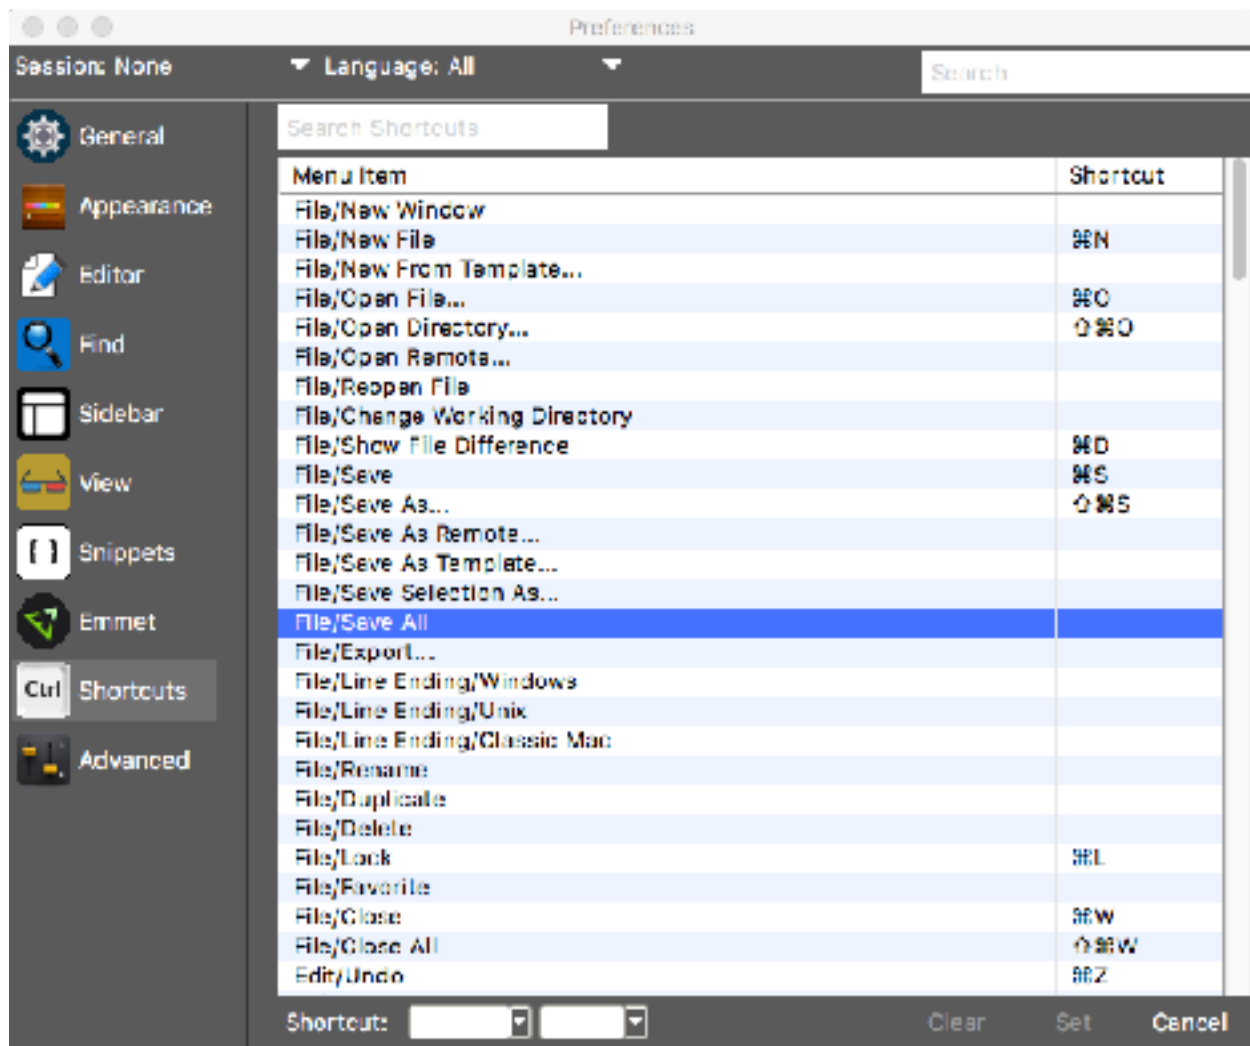 Preferences
Session: None Language: All Search
General
Appearance
Editor
Find
Sidebar
View
{ } Snippets
Emmet
Ctrl Shortcuts
Advanced
Search Shortcuts
Menu Item Shortcut
File/New Window
File/New File ⌘N
File/New From Template...
File/Open File... ⌘O
File/Open Directory... ⇧⌘O
File/Open Remote...
File/Reopen File
File/Change Working Directory
File/Show File Difference ⌘D
File/Save ⌘S
File/Save As... ⇧⌘S
File/Save As Remote...
File/Save As Template...
File/Save Selection As...
File/Save All
File/Export...
File/Line Ending/Windows
File/Line Ending/Unix
File/Line Ending/Classic Mac
File/Rename
File/Duplicate
File/Delete
File/Lock ⌘L
File/Favorite
File/Close ⌘W
File/Close All ⇧⌘W
Edit/Undo ⌘Z
Shortcut: Clear Set Cancel